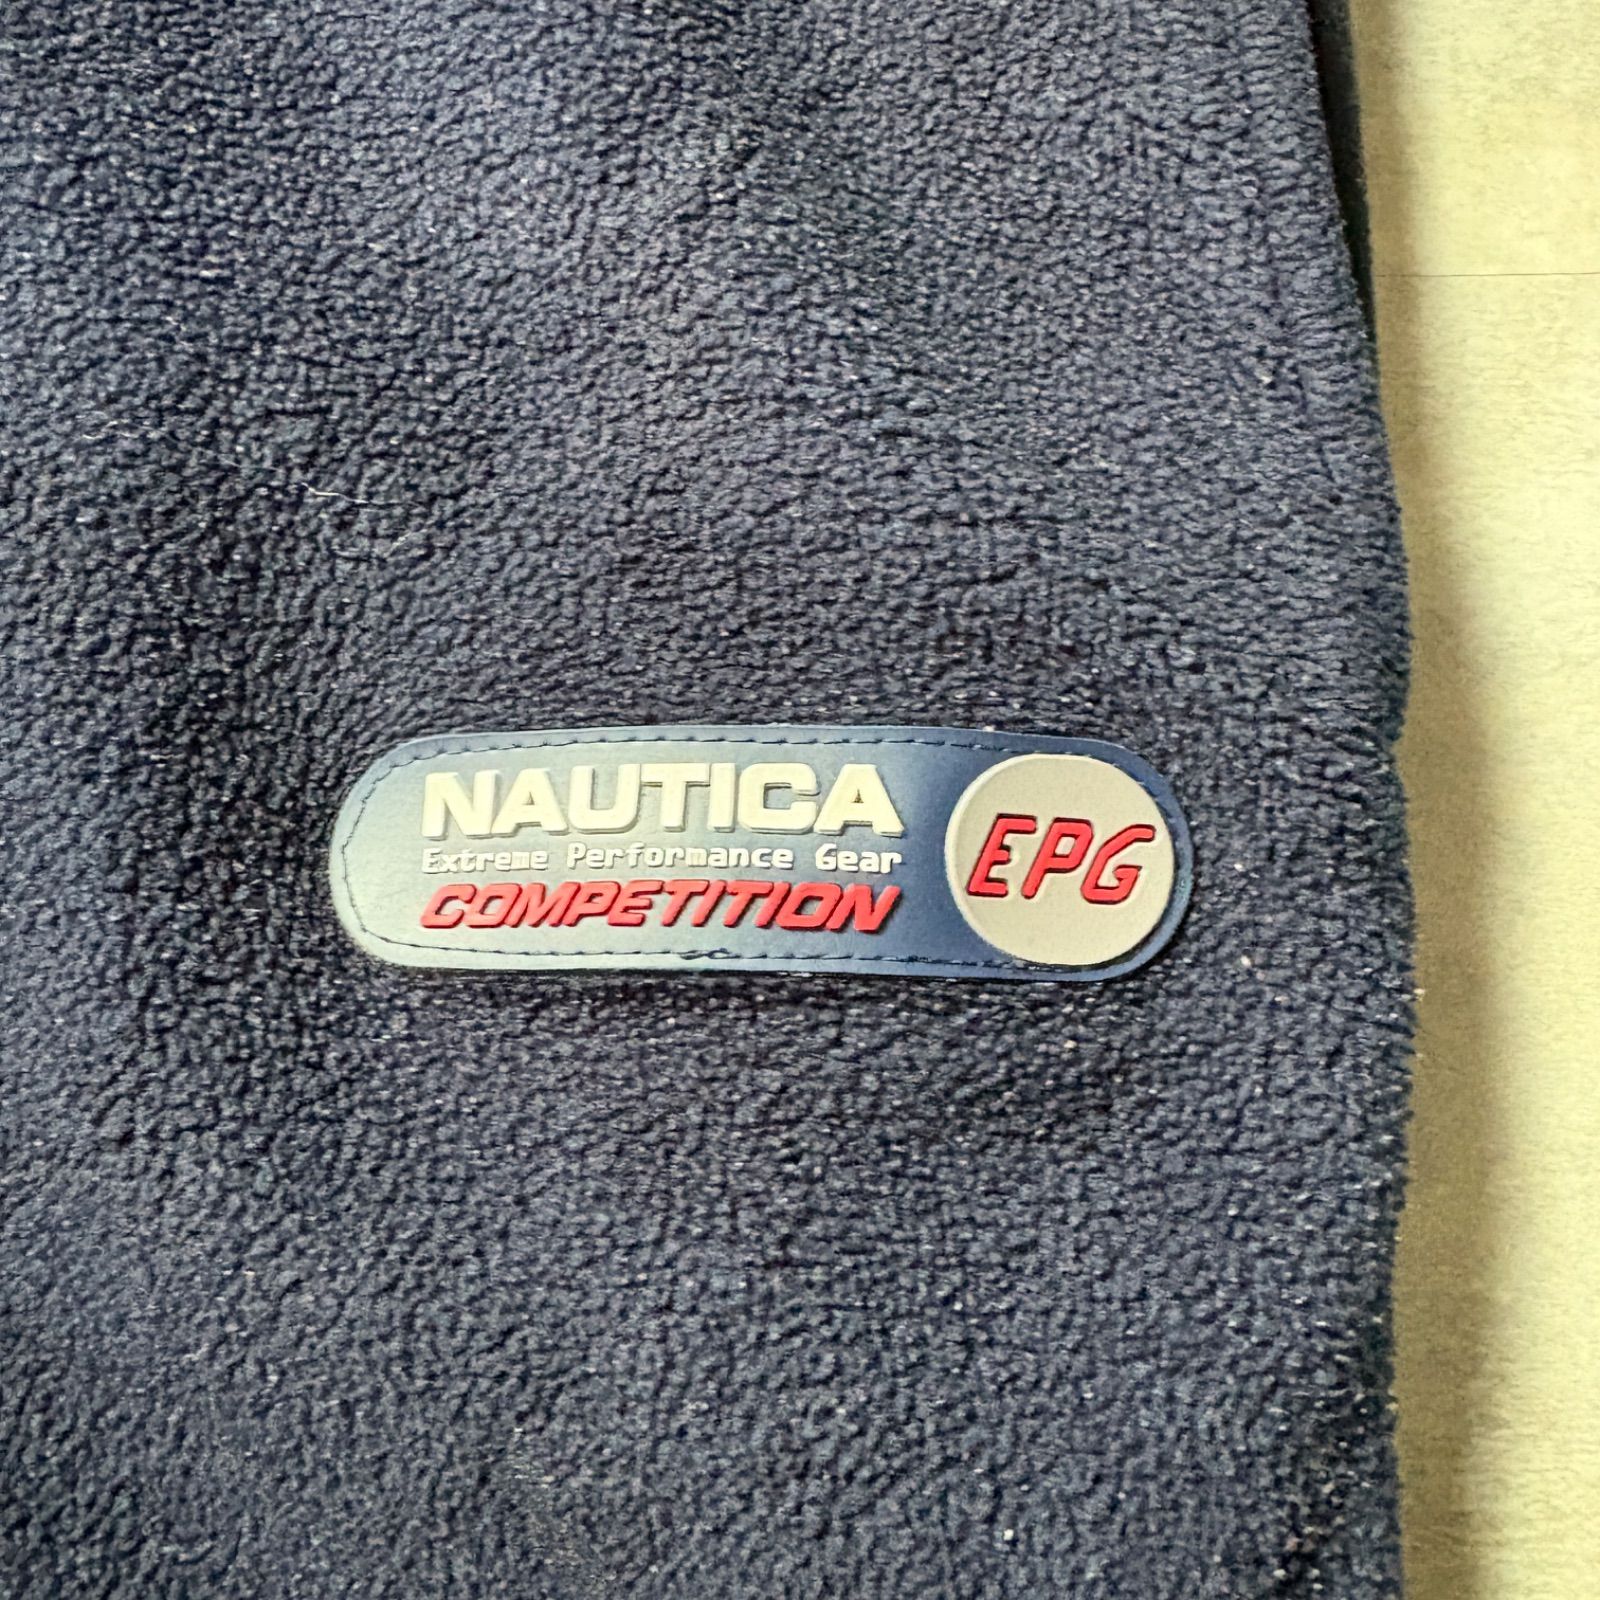 NAUTICA
Extreme Performance Gear
COMPETITION
EPG